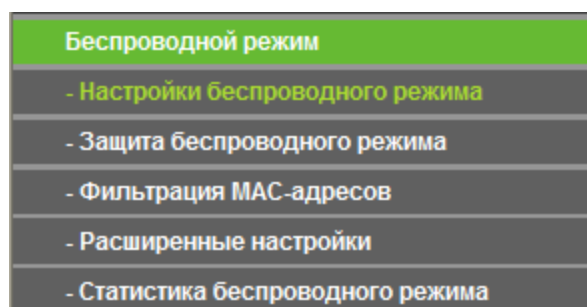 Беспроводной режим
- Настройки беспроводного режима
- Защита беспроводного режима
- Фильтрация MAC-адресов
- Расширенные настройки
- Статистика беспроводного режима